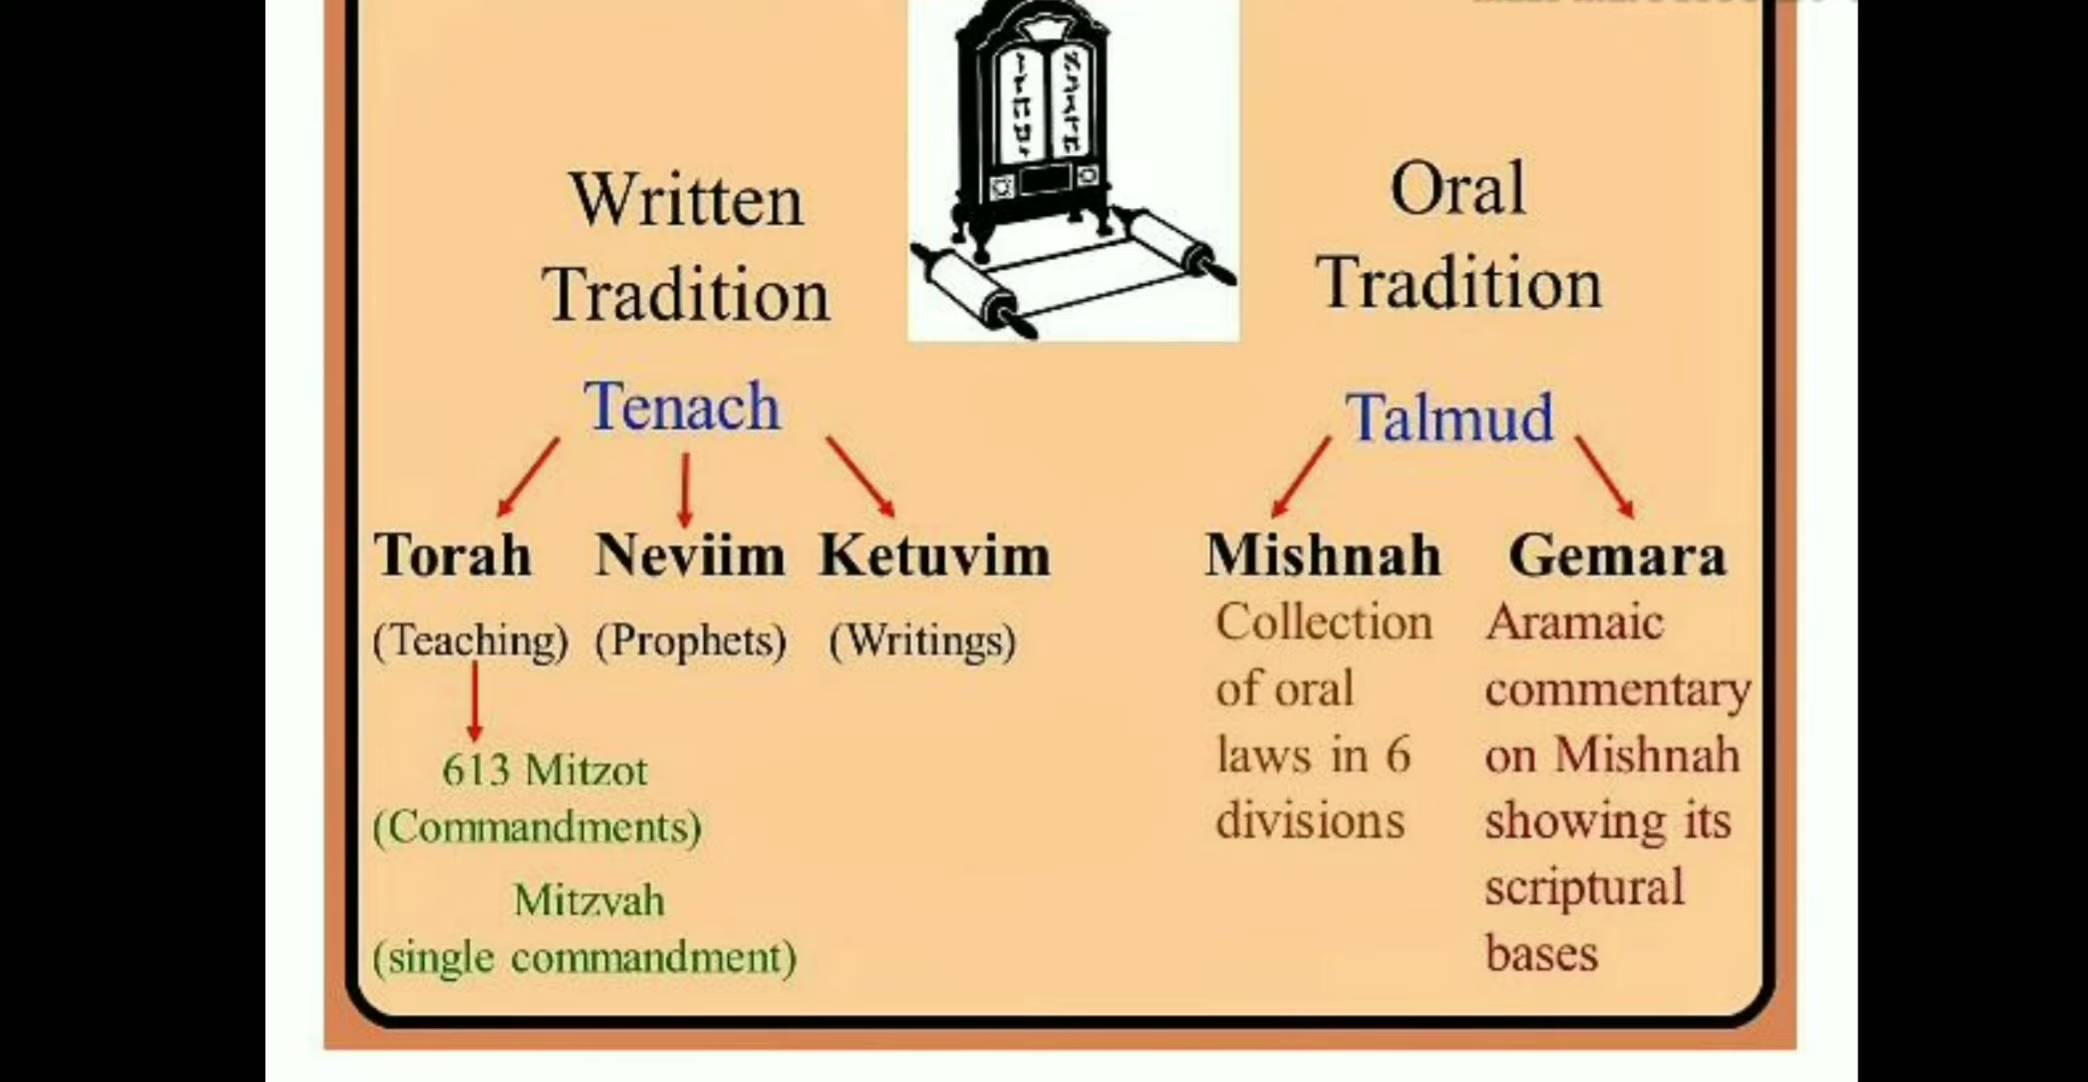 Written
Tradition
Oral
Tradition
Tenach
Talmud
Torah Neviim Ketuvim
(Teaching) (Prophets) (Writings)
613 Mitzot
(Commandments)
Mitzvah
(single commandment)
Mishnah
Collection
of oral
laws in 6
divisions
Gemara
Aramaic
commentary
on Mishnah
showing its
scriptural
bases